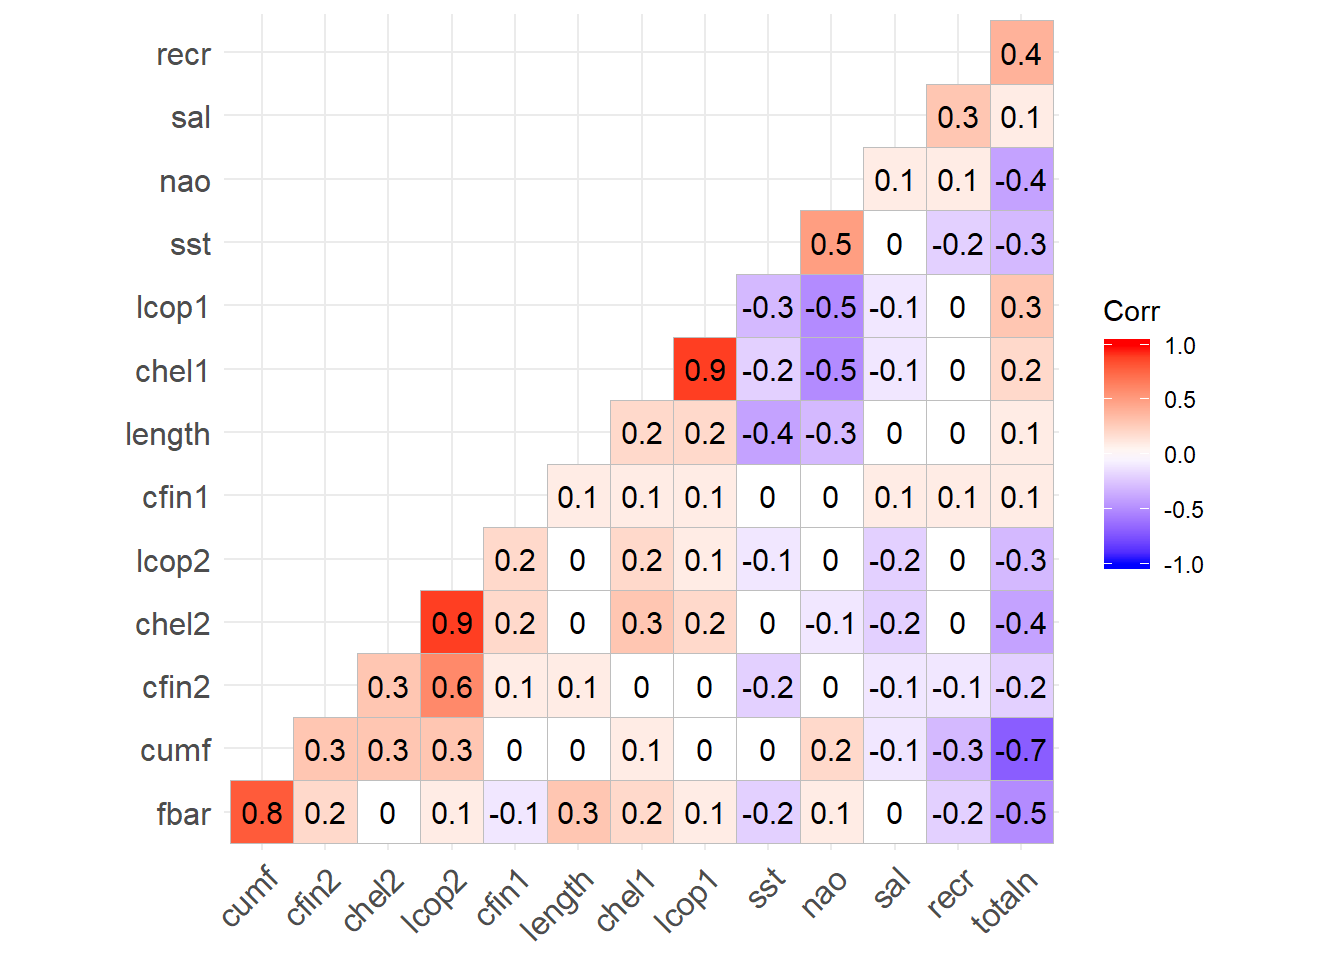 recr 0.4
sal 0.3 0.1
nao 0.1 0.1 -0.4
sst 0.5 0 -0.2 -0.3
lcop1 -0.3 -0.5 -0.1 0 0.3
chel1 0.9 -0.2 -0.5 -0.1 0 0.2
length 0.2 0.2 -0.4 -0.3 0 0 0.1
cfin1 0.1 0.1 0.1 0 0 0.1 0.1 0.1
lcop2 0.2 0 0.2 0.1 -0.1 0 -0.2 0 -0.3
chel2 0.9 0.2 0 0.3 0.2 0 -0.1 -0.2 0 -0.4
cfin2 0.3 0.6 0.1 0.1 0 0 -0.2 0 -0.1 -0.1 -0.2
cumf 0.3 0.3 0.3 0 0 0.1 0 0 0.2 -0.1 -0.3 -0.7
fbar 0.8 0.2 0 0.1 -0.1 0.3 0.2 0.1 -0.2 0.1 0 -0.2 -0.5
cumf cfin2 chel2 lcop2 cfin1 length chel1 lcop1 sst nao sal recr totaln
Corr
1.0
0.5
0.0
-0.5
-1.0